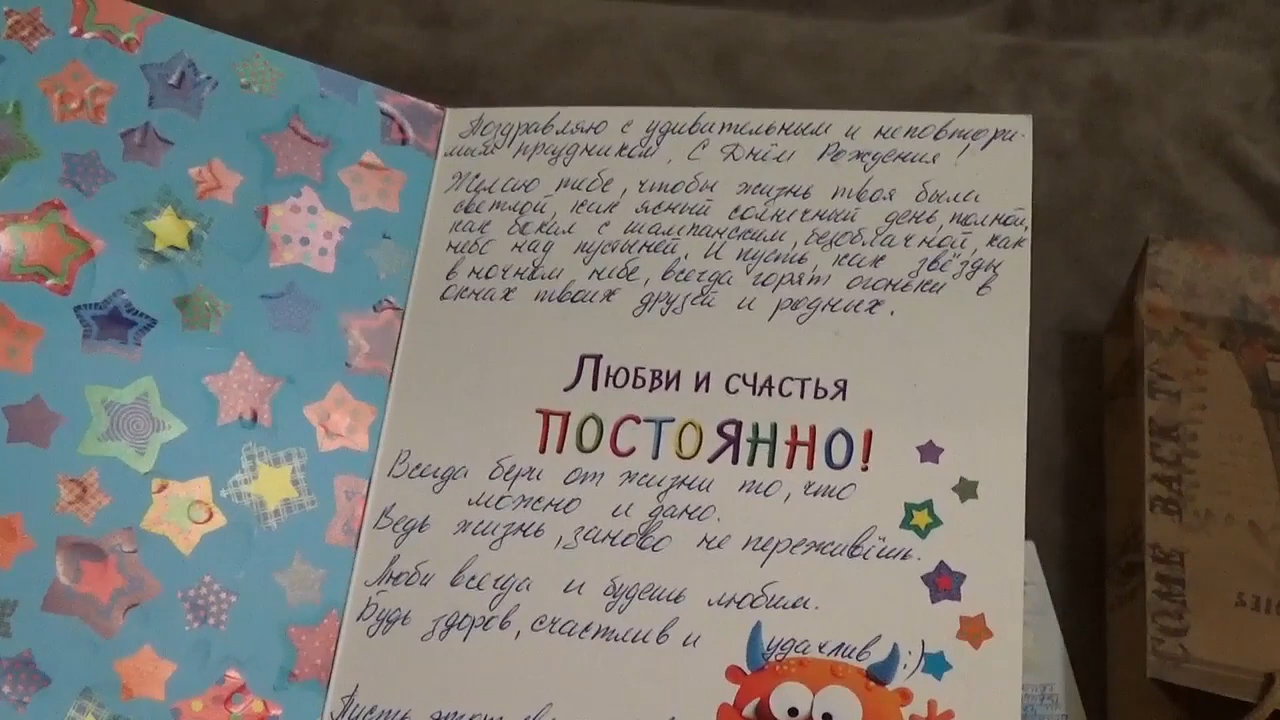 Поздравляю с удивительным и неповтори-
мым праздником, С Днём Рождения!
Желаю тебе, чтобы жизнь твоя была
светлой, как ясный солнечный день, полной,
как бокал с шампанским, безоблачной, как
небо над пустыней. И пусть, как звёзды
в ночном небе, всегда горят огоньки в
окнах твоих друзей и родных.
Любви и счастья
ПОСТОЯННО!
Всегда бери от жизни то, что
можно и дано.
Ведь жизнь, заново не переживёшь.
Люби всегда и будешь любим.
Будь здоров, счастлив и удачлив :)
Пусть этот
COME BACK TO